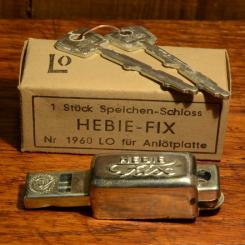 LO
1 Stück Speichen-Schloss
HEBIE-FIX
Nr 1960 LO für Anlötplatte
HEBIE
Fix